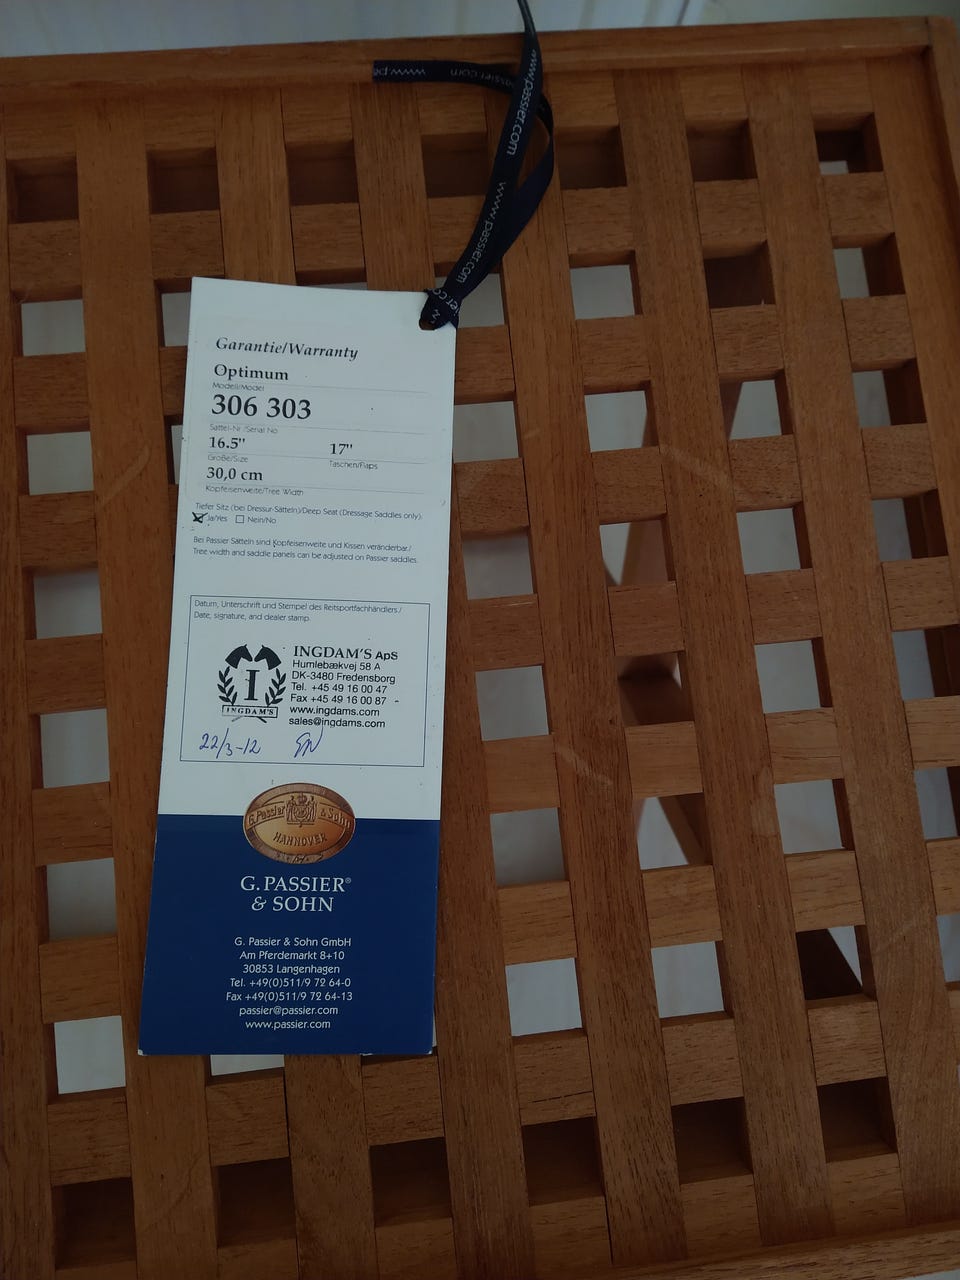 www.pa
www.passier.com
www.passier.com
Garantie/Warranty
Optimum
Modell/Model
306 303
Sattel-Nr./Serial No
16.5" 17"
Größe/Size Taschen/Flaps
30,0 cm
Kopfeisenweite/Tree Width
Tiefer Sitz (bei Dressur-Sätteln)/Deep Seat (Dressage Saddles only):
Ja/Yes Nein/No
Bei Passier Sätteln sind Kopfeisenweite und Kissen veränderbar./
Tree width and saddle panels can be adjusted on Passier saddles.
Datum, Unterschrift und Stempel des Reitsportfachhändlers./
Date, signature, and dealer stamp.
I
INGDAM'S
INGDAM'S ApS
Humlebækvej 58 A
DK-3480 Fredensborg
Tel. +45 49 16 00 47
Fax +45 49 16 00 87
www.ingdams.com
sales@ingdams.com
22/3-12
G. Passier & Sohn
HANNOVER
G. PASSIER®
& SOHN
G. Passier & Sohn GmbH
Am Pferdemarkt 8+10
30853 Langenhagen
Tel. +49(0)511/9 72 64-0
Fax +49(0)511/9 72 64-13
passier@passier.com
www.passier.com